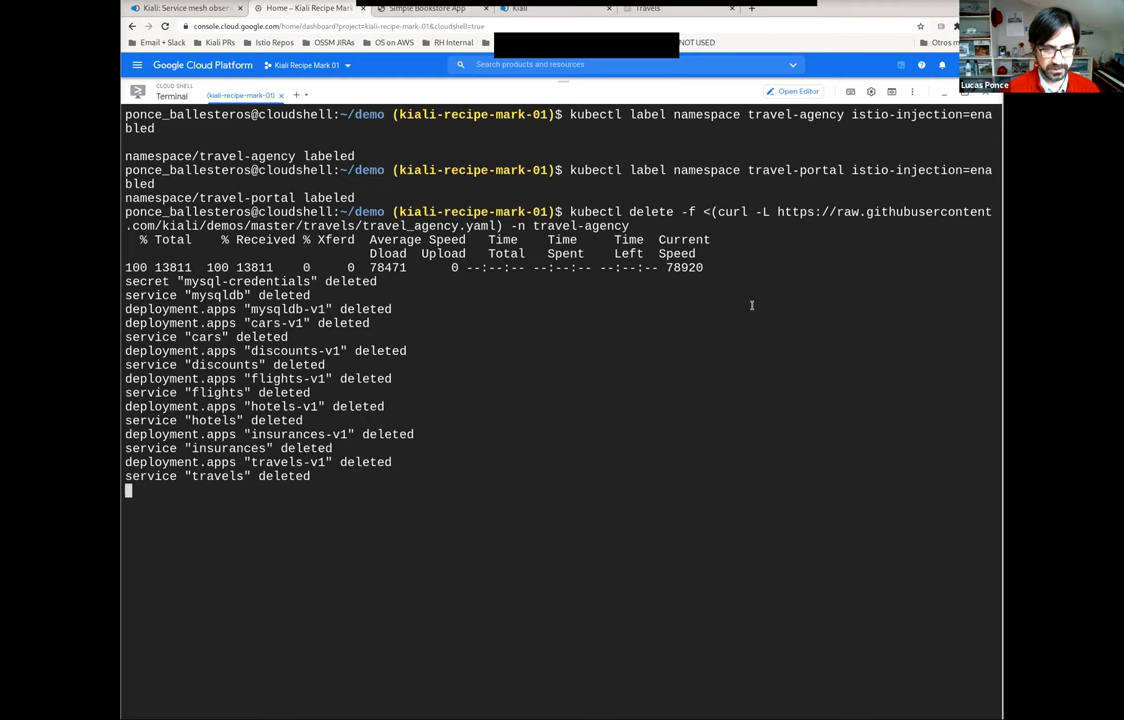 Kiali: Service mesh obser
Home – Kiali Recipe Mark
Simple Bookstore App
Kiali
Travels
console.cloud.google.com/home/dashboard?project=kiali-recipe-mark-01&cloudshell=true
Email + Slack
Kiali PRs
Istio Repos
OSSM JIRAs
OS on AWS
RH Internal
NOT USED
Otros m
Google Cloud Platform
Kiali Recipe Mark 01
Search products and resources
Lucas Ponce
CLOUD SHELL
Terminal
(kiali-recipe-mark-01)
Open Editor
ponce_ballesteros@cloudshell:~/demo (kiali-recipe-mark-01)$ kubectl label namespace travel-agency istio-injection=ena
bled
namespace/travel-agency labeled
ponce_ballesteros@cloudshell:~/demo (kiali-recipe-mark-01)$ kubectl label namespace travel-portal istio-injection=ena
bled
namespace/travel-portal labeled
ponce_ballesteros@cloudshell:~/demo (kiali-recipe-mark-01)$ kubectl delete -f <(curl -L https://raw.githubusercontent
.com/kiali/demos/master/travels/travel_agency.yaml) -n travel-agency
% Total % Received % Xferd Average Speed Time Time Time Current
Dload Upload Total Spent Left Speed
100 13811 100 13811 0 0 78471 0 --:--:-- --:--:-- --:--:-- 78920
secret "mysql-credentials" deleted
service "mysqldb" deleted
deployment.apps "mysqldb-v1" deleted
deployment.apps "cars-v1" deleted
service "cars" deleted
deployment.apps "discounts-v1" deleted
service "discounts" deleted
deployment.apps "flights-v1" deleted
service "flights" deleted
deployment.apps "hotels-v1" deleted
service "hotels" deleted
deployment.apps "insurances-v1" deleted
service "insurances" deleted
deployment.apps "travels-v1" deleted
service "travels" deleted